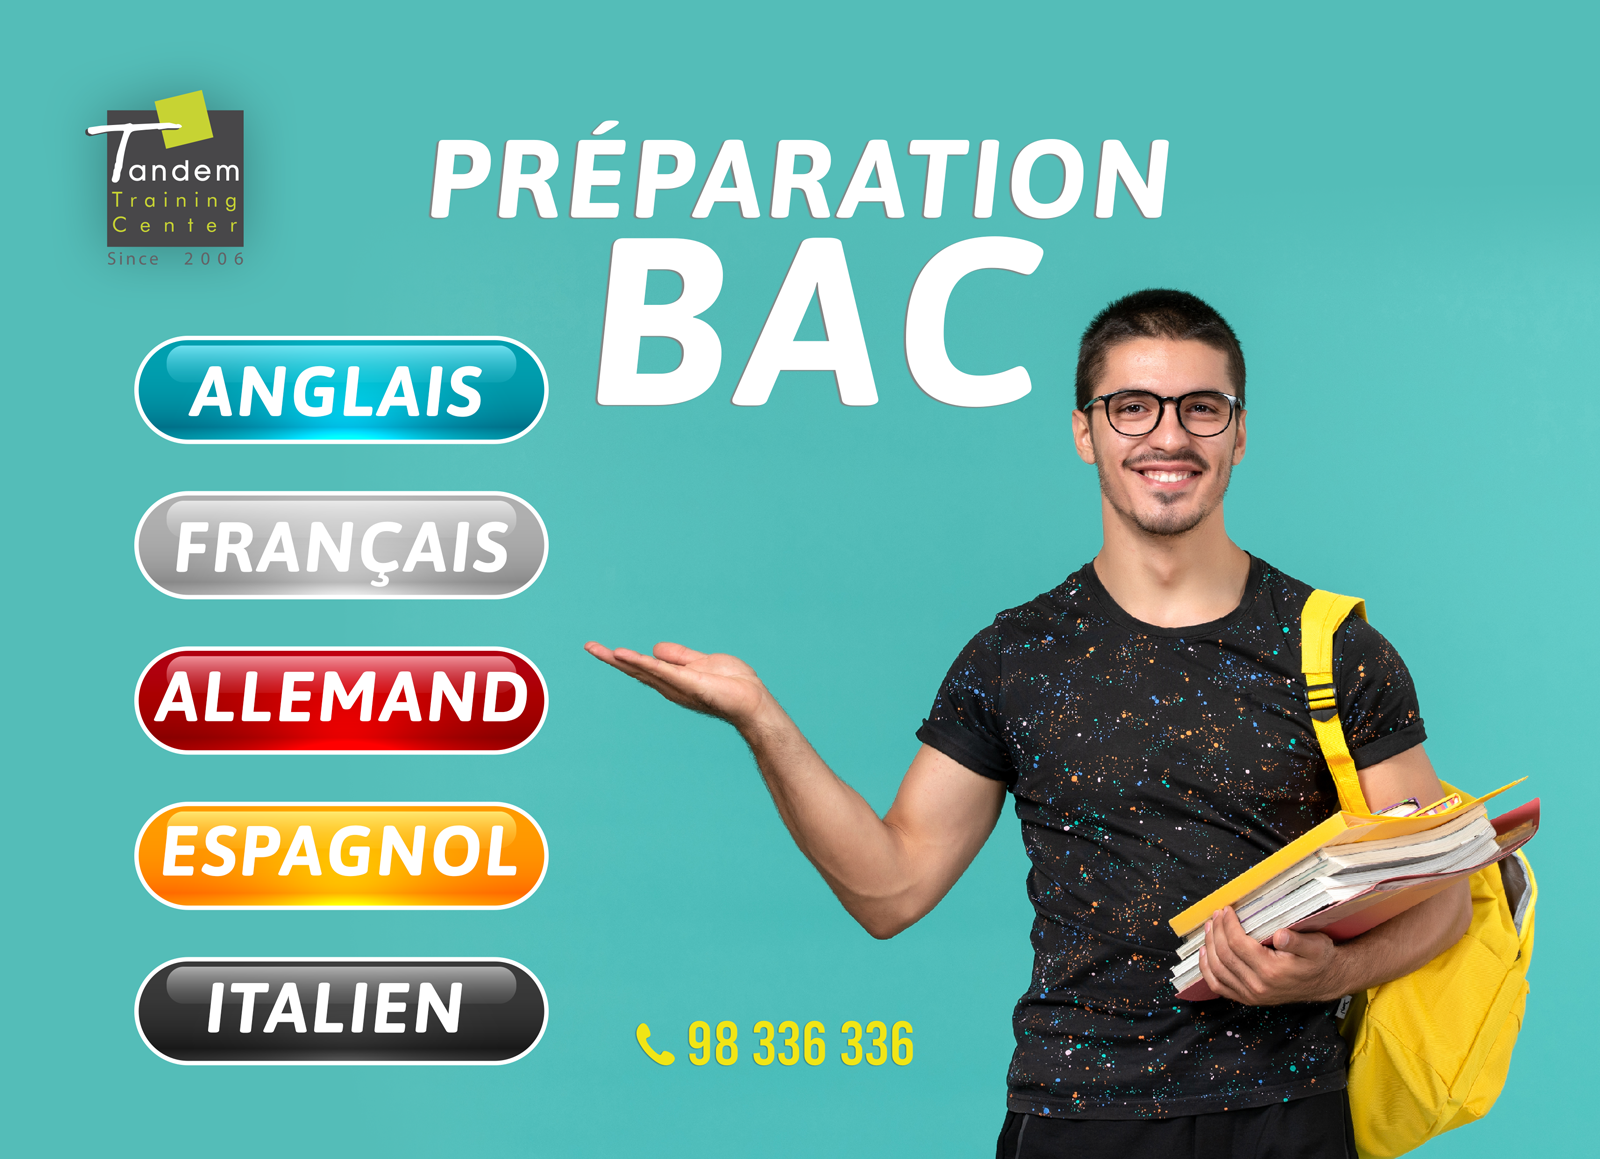 Tandem
Training
Center
Since 2006
PRÉPARATION
BAC
ANGLAIS
FRANÇAIS
ALLEMAND
ESPAGNOL
ITALIEN
98 336 336